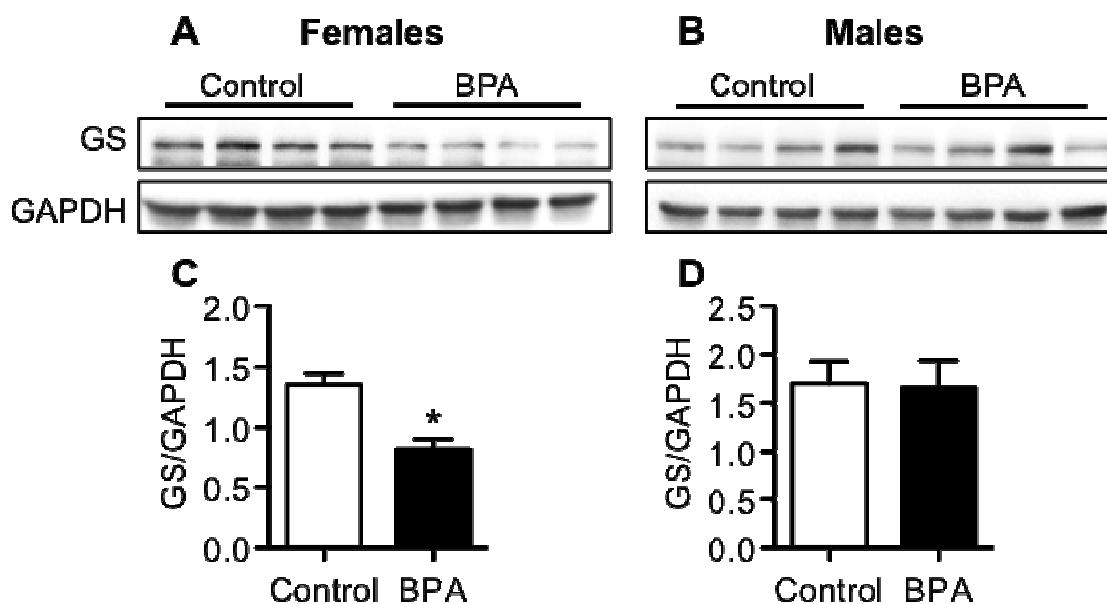 A Females B Males
Control BPA Control BPA
GS
GAPDH
C D
2.0 2.5
1.5 2.0
1.0 1.5
0.5 1.0
0.0 0.5
0.0
GS/GAPDH GS/GAPDH
*
Control BPA Control BPA